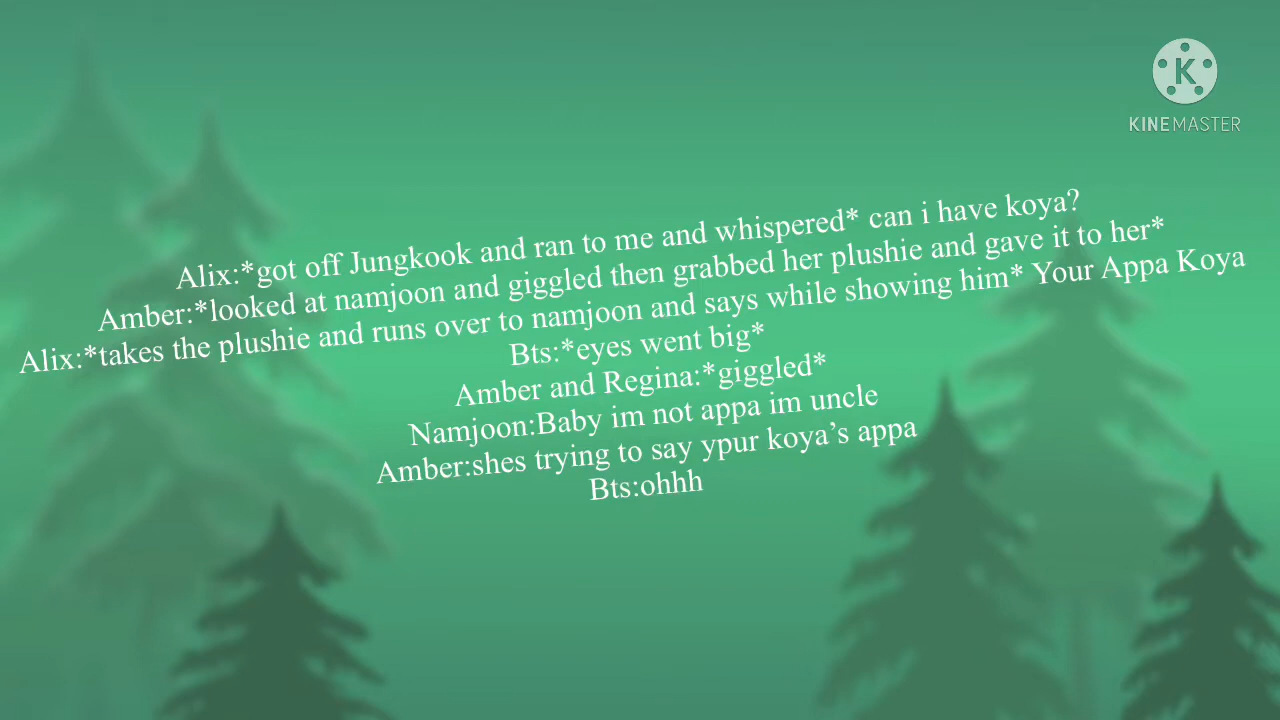 KINEMASTER
Alix:*got off Jungkook and ran to me and whispered* can i have koya?
Amber:*looked at namjoon and giggled then grabbed her plushie and gave it to her*
Alix:*takes the plushie and runs over to namjoon and says while showing him* Your Appa Koya
Bts:*eyes went big*
Amber and Regina:*giggled*
Namjoon:Baby im not appa im uncle
Amber:shes trying to say ypur koya’s appa
Bts:ohhh